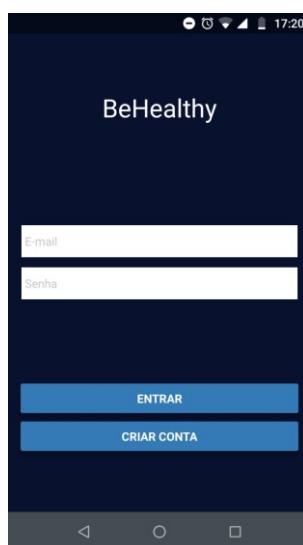 17:20
BeHealthy
E-mail
Senha
ENTRAR
CRIAR CONTA